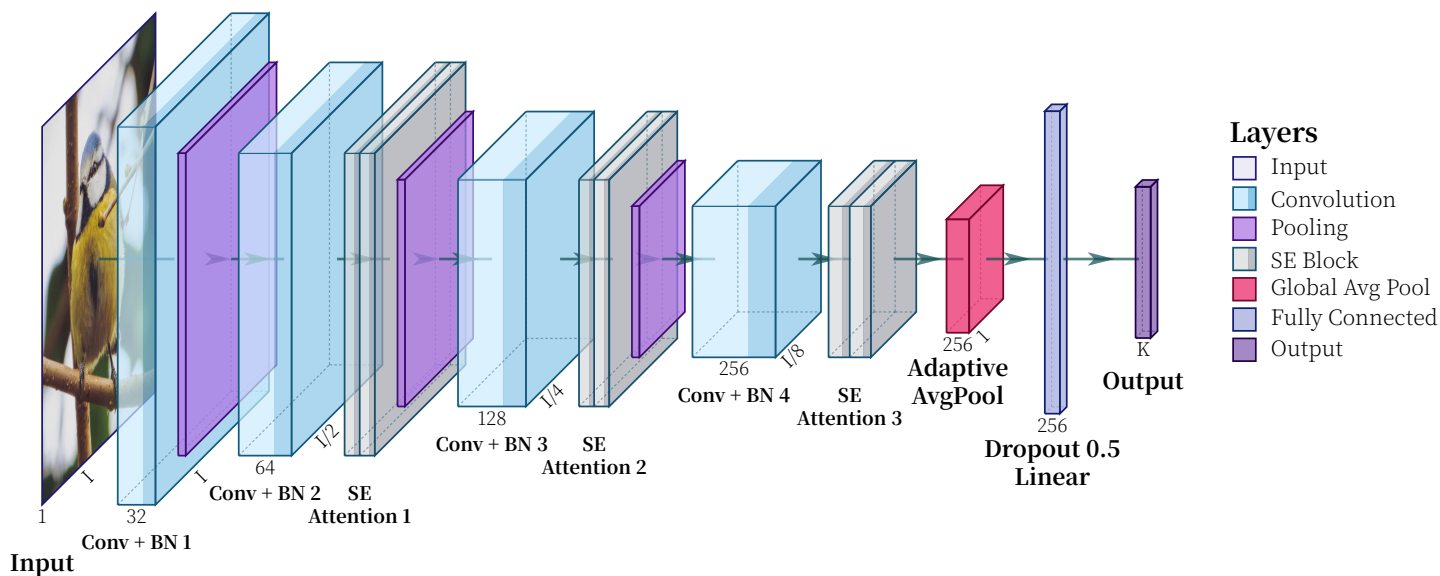 I
1
Input
32
I
Conv + BN 1
64
I/2
Conv + BN 2
SE
Attention 1
128
I/4
Conv + BN 3
SE
Attention 2
256
I/8
Conv + BN 4
SE
Attention 3
256
1
Adaptive
AvgPool
256
Dropout 0.5
Linear
K
Output
Layers
Input
Convolution
Pooling
SE Block
Global Avg Pool
Fully Connected
Output